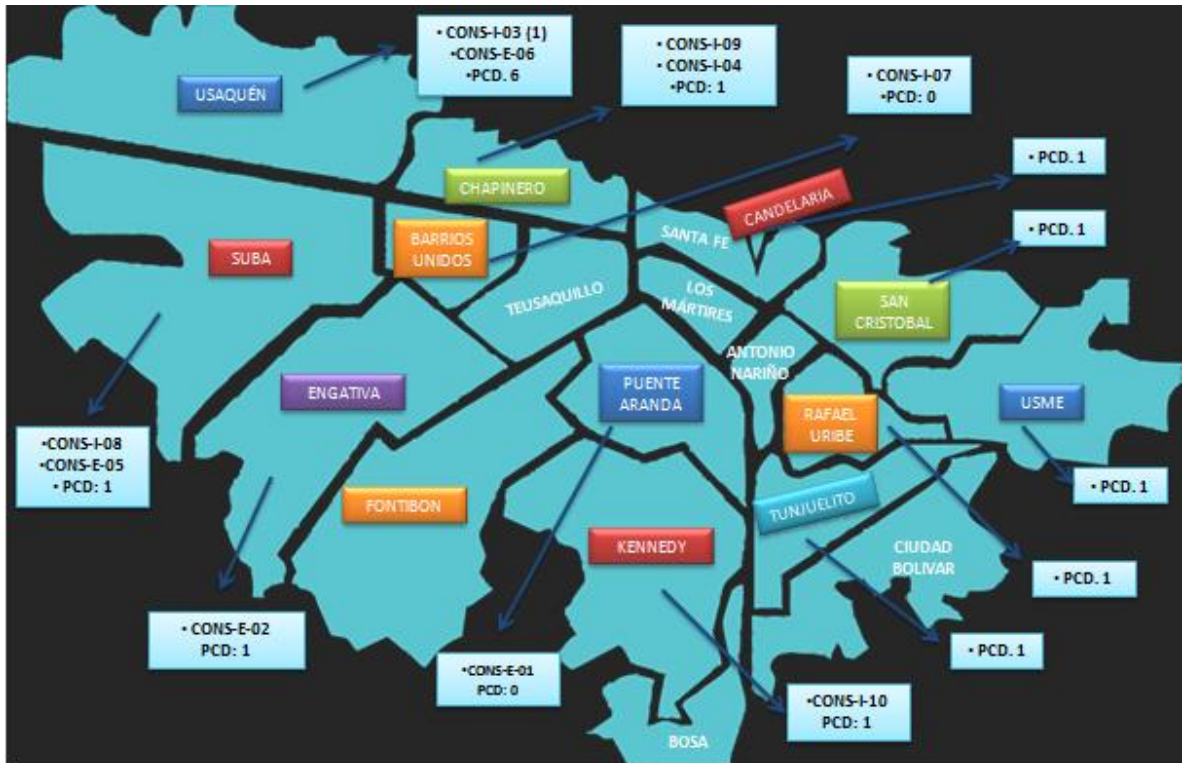 • CONS-I-03 (1)
•CONS-E-06
•PCD. 6
• CONS-I-09
• CONS-I-04
•PCD: 1
• CONS-I-07
•PCD: 0
USAQUÉN
• PCD. 1
CHAPINERO
CANDELARIA
SANTA FE
• PCD. 1
BARRIOS
UNIDOS
SUBA
TEUSAQUILLO
LOS
MÁRTIRES
SAN
CRISTOBAL
ANTONIO
NARIÑO
ENGATIVA
PUENTE
ARANDA
RAFAEL
URIBE
USME
•CONS-I-08
•CONS-E-05
• PCD: 1
• PCD. 1
FONTIBON
TUNJUELITO
KENNEDY
CIUDAD
BOLIVAR
• PCD. 1
• CONS-E-02
PCD: 1
• PCD. 1
•CONS-E-01
PCD: 0
•CONS-I-10
PCD: 1
BOSA